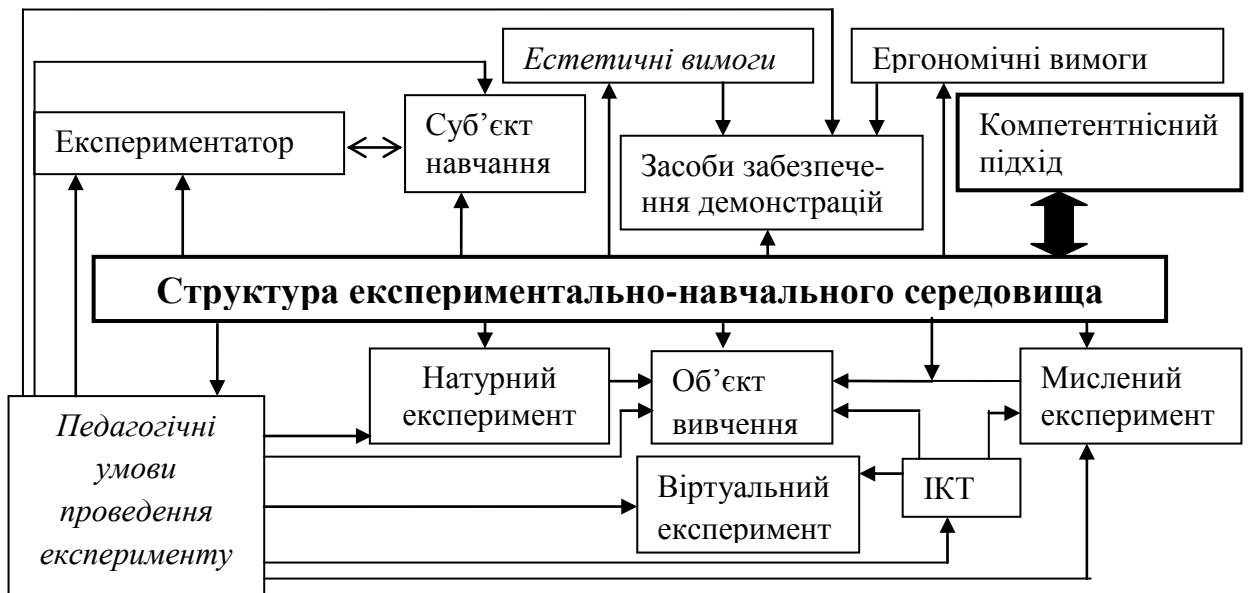 Естетичні вимоги
Ергономічні вимоги
Експериментатор
Суб’єкт
навчання
Засоби забезпече-
ння демонстрацій
Компетентнісний
підхід
Структура експериментально-навчального середовища
Натурний
експеримент
Об’єкт
вивчення
Мислений
експеримент
Педагогічні
умови
проведення
експерименту
Віртуальний
експеримент
ІКТ